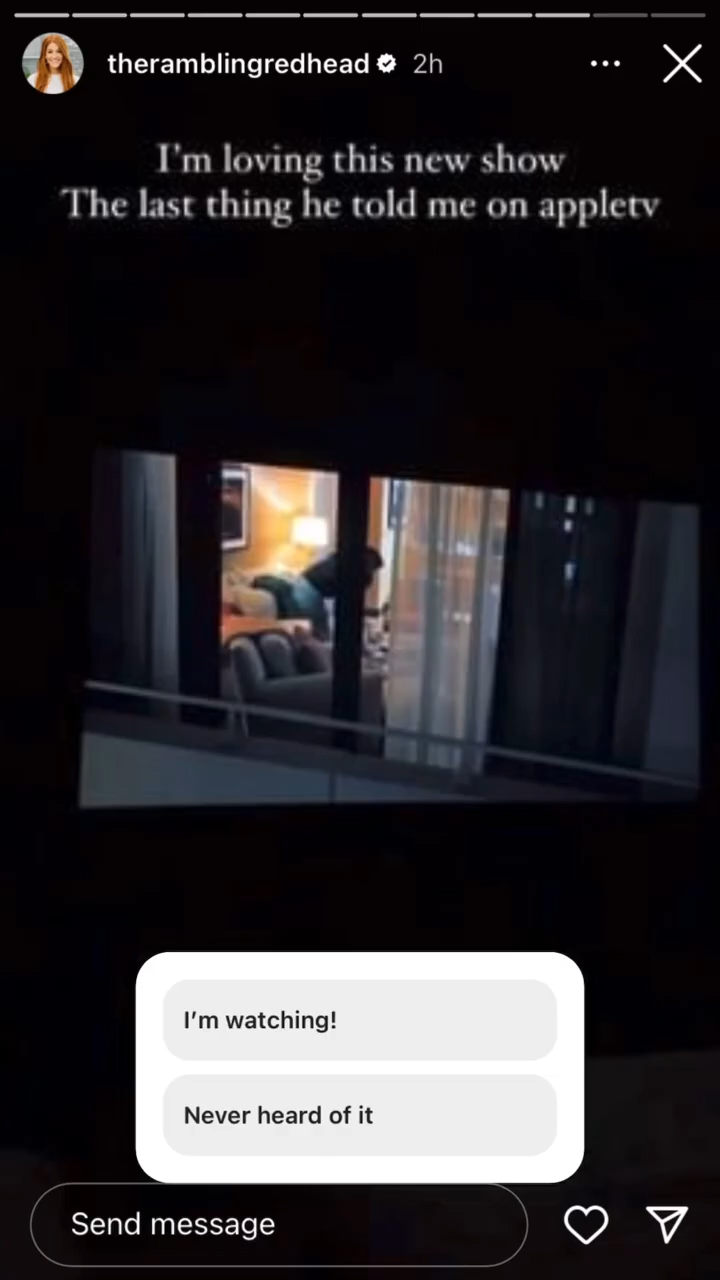 theramblingredhead 2h
I'm loving this new show
The last thing he told me on appletv
I'm watching!
Never heard of it
Send message